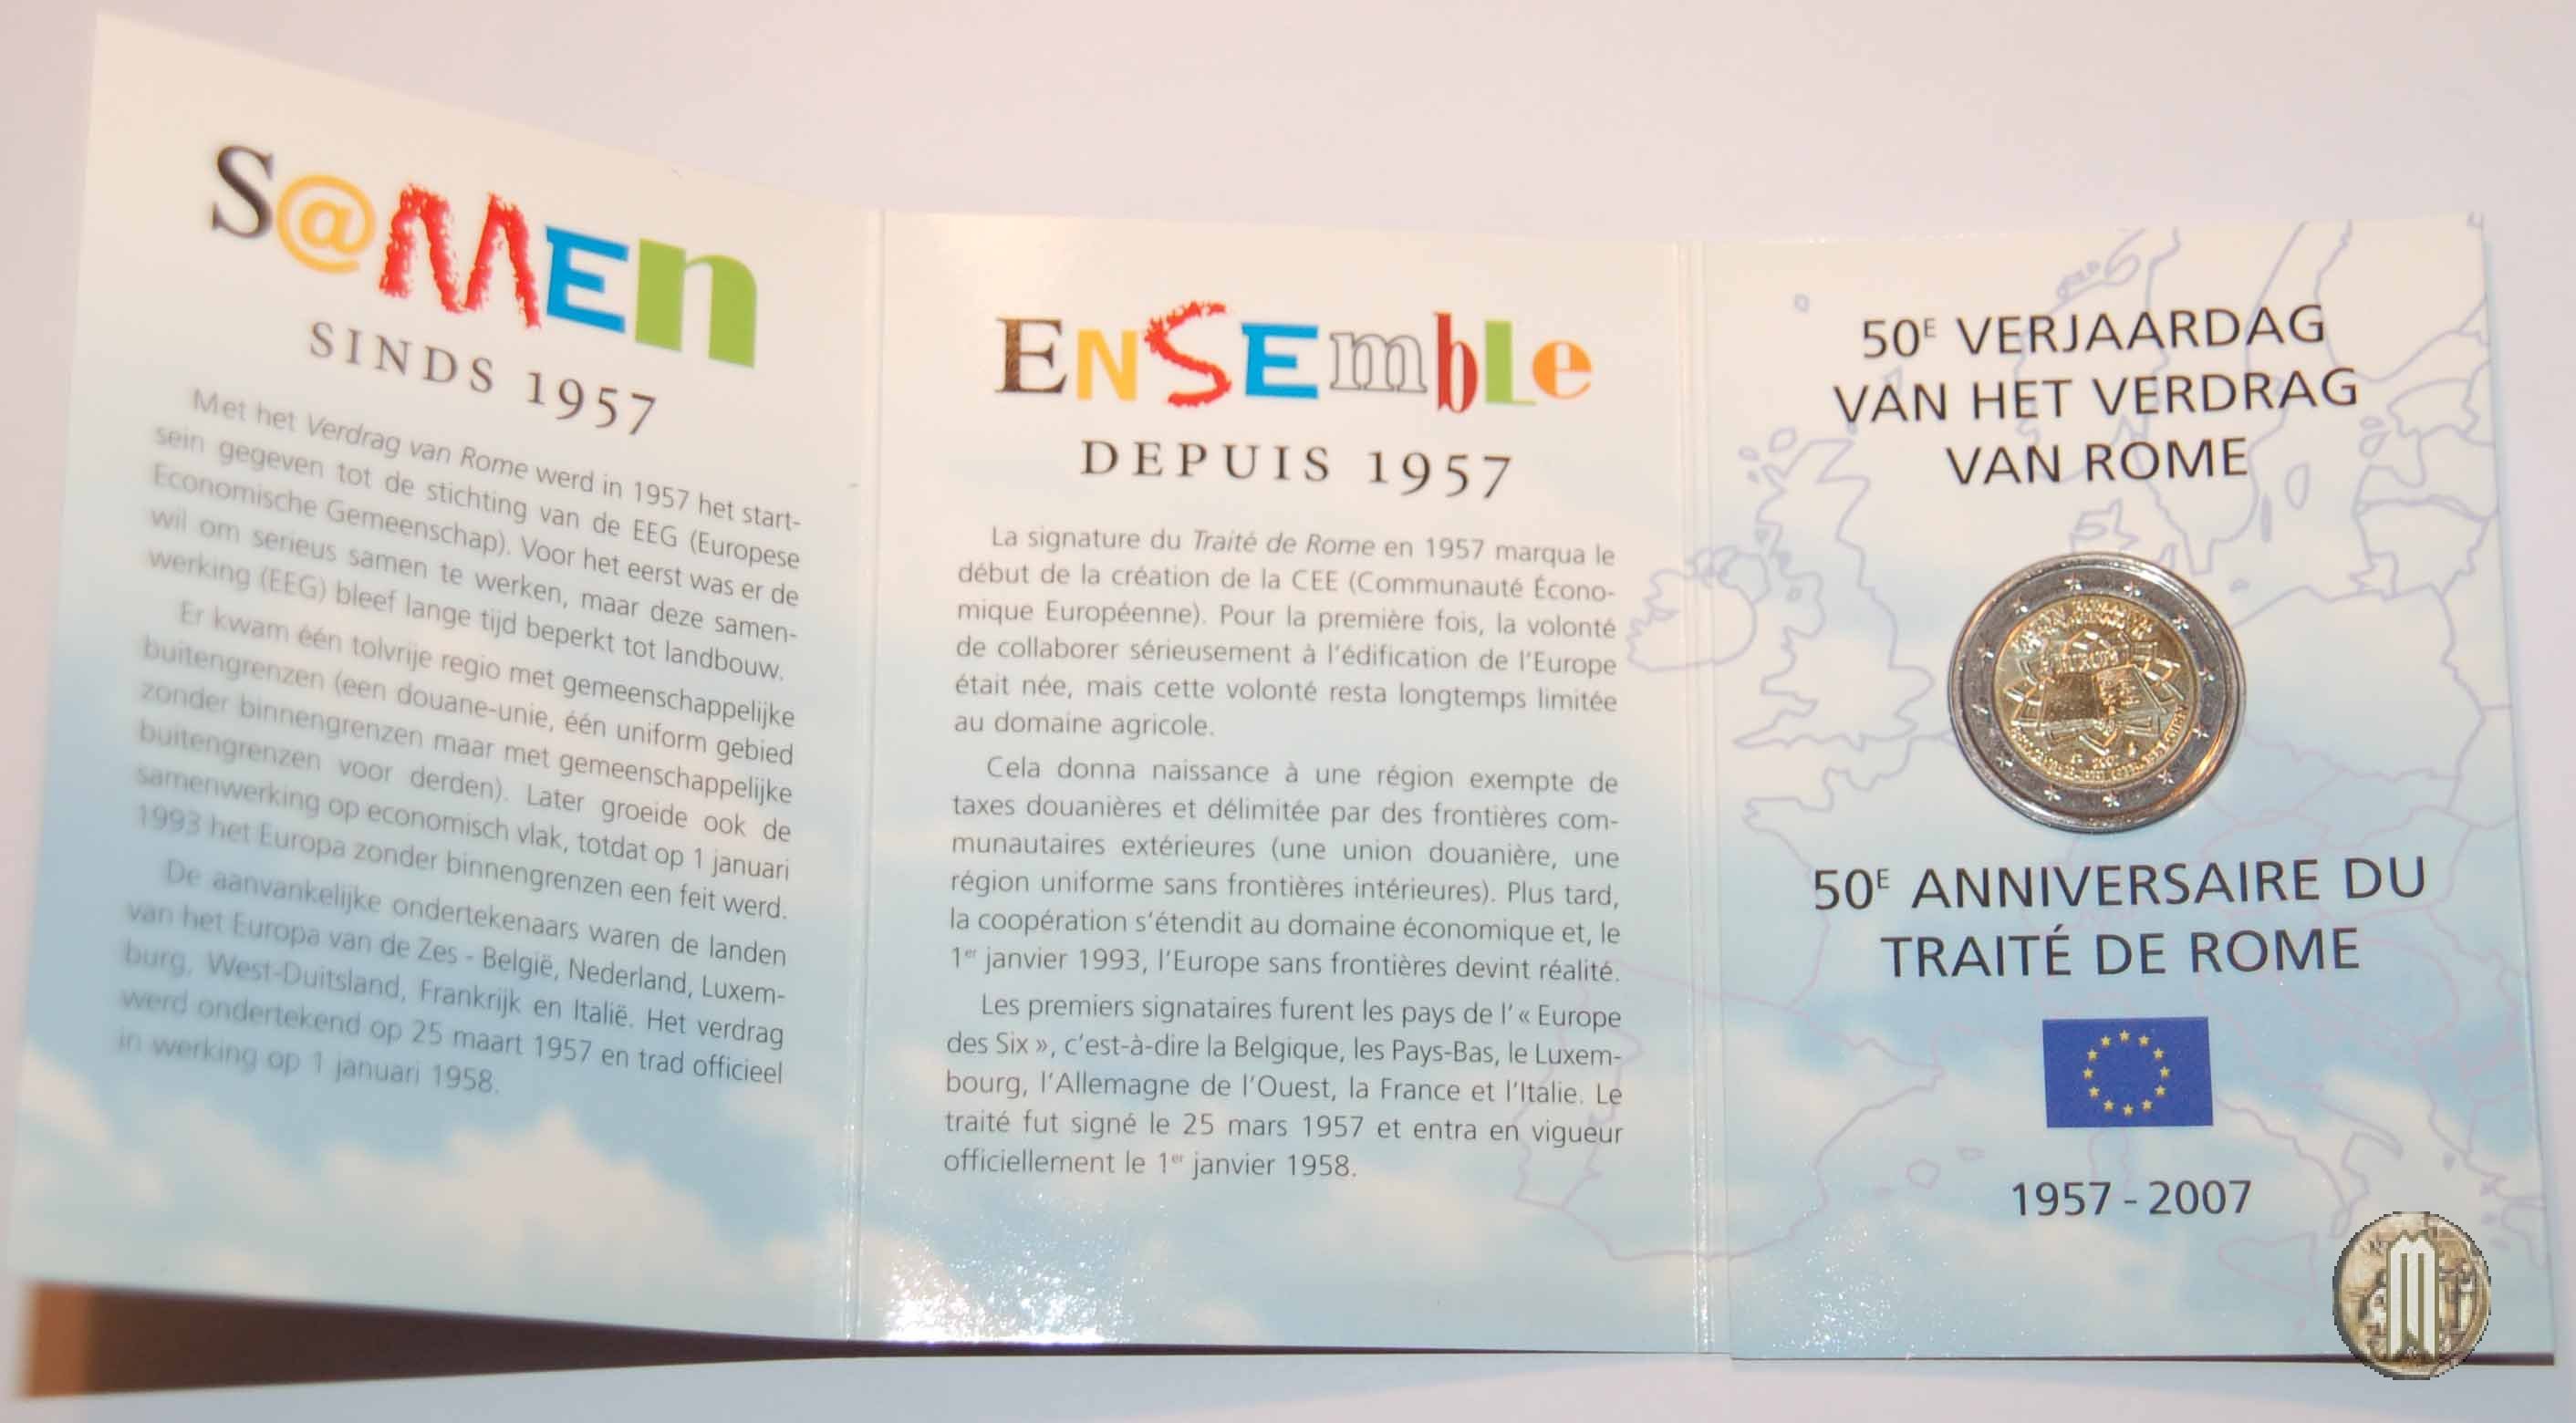 S@MEN
SINDS 1957
Met het Verdrag van Rome werd in 1957 het start-
sein gegeven tot de stichting van de EEG (Europese
Economische Gemeenschap). Voor het eerst was er de
wil om serieus samen te werken, maar deze samen-
werking (EEG) bleef lange tijd beperkt tot landbouw.
Er kwam één tolvrije regio met gemeenschappelijke
buitengrenzen (een douane-unie, één uniform gebied
zonder binnengrenzen maar met gemeenschappelijke
buitengrenzen voor derden). Later groeide ook de
samenwerking op economisch vlak, totdat op 1 januari
1993 het Europa zonder binnengrenzen een feit werd.
De aanvankelijke ondertekenaars waren de landen
van het Europa van de Zes - België, Nederland, Luxem-
burg, West-Duitsland, Frankrijk en Italië. Het verdrag
werd ondertekend op 25 maart 1957 en trad officieel
in werking op 1 januari 1958.
ENSEmbLe
DEPUIS 1957
La signature du Traité de Rome en 1957 marqua le
début de la création de la CEE (Communauté Écono-
mique Européenne). Pour la première fois, la volonté
de collaborer sérieusement à l'édification de l'Europe
était née, mais cette volonté resta longtemps limitée
au domaine agricole.
Cela donna naissance à une région exempte de
taxes douanières et délimitée par des frontières com-
munautaires extérieures (une union douanière, une
région uniforme sans frontières intérieures). Plus tard,
la coopération s'étendit au domaine économique et, le
1er janvier 1993, l'Europe sans frontières devint réalité.
Les premiers signataires furent les pays de l' « Europe
des Six », c'est-à-dire la Belgique, les Pays-Bas, le Luxem-
bourg, l'Allemagne de l'Ouest, la France et l'Italie. Le
traité fut signé le 25 mars 1957 et entra en vigueur
officiellement le 1er janvier 1958.
50E VERJAARDAG
VAN HET VERDRAG
VAN ROME
50E ANNIVERSAIRE DU
TRAITÉ DE ROME
1957 - 2007